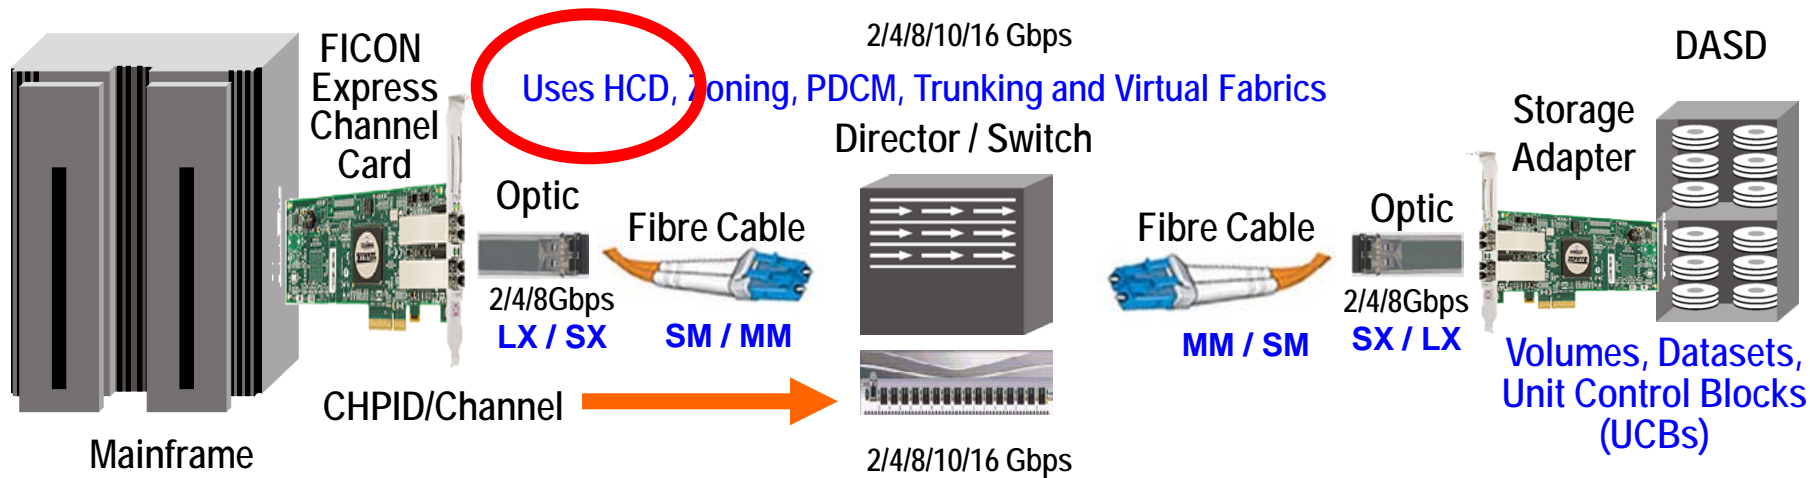 2/4/8/10/16 Gbps
Uses HCD, Zoning, PDCM, Trunking and Virtual Fabrics
Director / Switch
FICON
Express
Channel
Card
Optic
2/4/8Gbps
LX / SX
Fibre Cable
SM / MM
CHPID/Channel
Mainframe
2/4/8/10/16 Gbps
Fibre Cable
MM / SM
Optic
2/4/8Gbps
SX / LX
Storage
Adapter
DASD
Volumes, Datasets,
Unit Control Blocks
(UCBs)